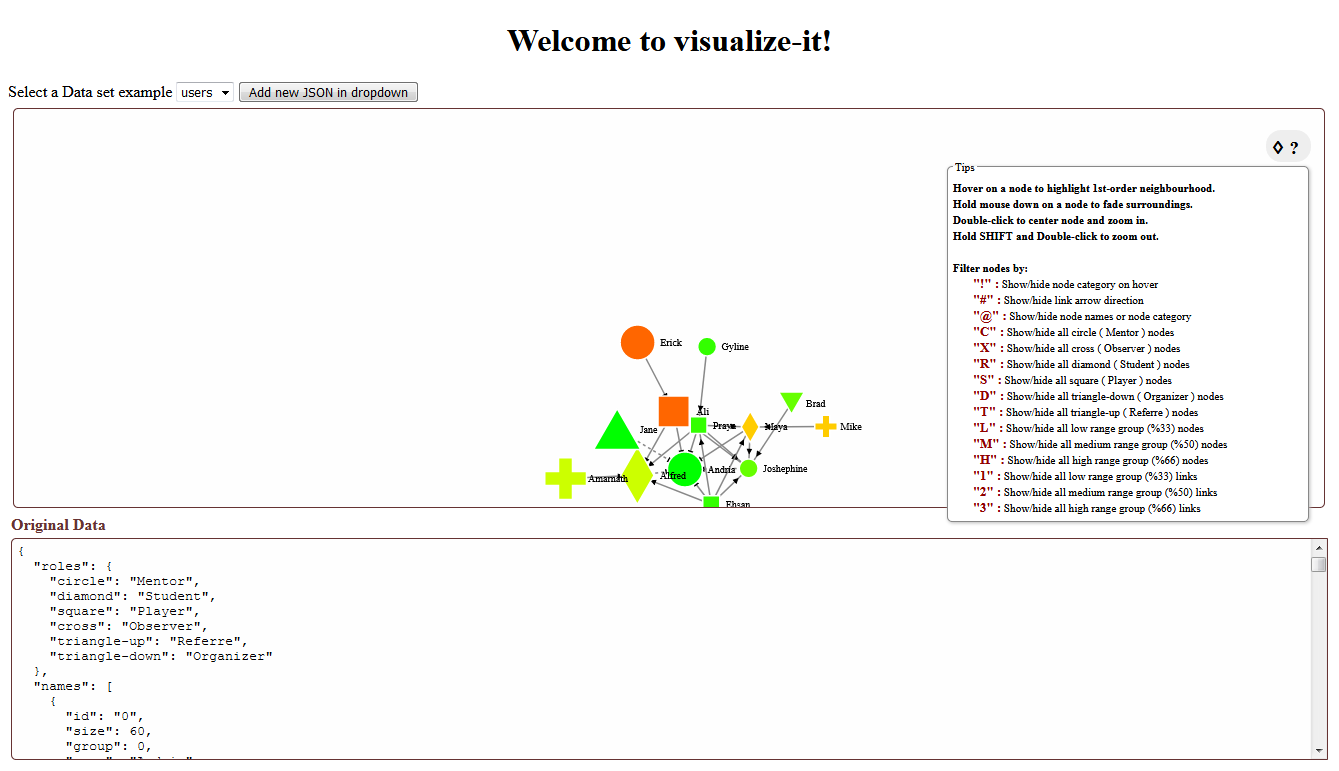 Welcome to visualize-it!
Select a Data set example users Add new JSON in dropdown
◊ ?
Tips
Hover on a node to highlight 1st-order neighbourhood.
Hold mouse down on a node to fade surroundings.
Double-click to center node and zoom in.
Hold SHIFT and Double-click to zoom out.
Filter nodes by:
"!" : Show/hide node category on hover
"#" : Show/hide link arrow direction
"@" : Show/hide node names or node category
"C" : Show/hide all circle ( Mentor ) nodes
"X" : Show/hide all cross ( Observer ) nodes
"R" : Show/hide all diamond ( Student ) nodes
"S" : Show/hide all square ( Player ) nodes
"D" : Show/hide all triangle-down ( Organizer ) nodes
"T" : Show/hide all triangle-up ( Referre ) nodes
"L" : Show/hide all low range group (%33) nodes
"M" : Show/hide all medium range group (%50) nodes
"H" : Show/hide all high range group (%66) nodes
"1" : Show/hide all low range group (%33) links
"2" : Show/hide all medium range group (%50) links
"3" : Show/hide all high range group (%66) links
Erick
Gyline
Brad
Ali
Jane
Maya
Mike
Joshephine
Alfred
Ehsan
Original Data
{
"roles": {
"circle": "Mentor",
"diamond": "Student",
"square": "Player",
"cross": "Observer",
"triangle-up": "Referre",
"triangle-down": "Organizer"
},
"names": [
{
"id": "0",
"size": 60,
"group": 0,